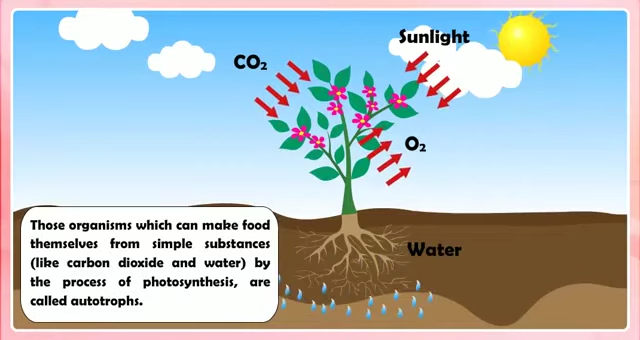 Sunlight
CO₂
O₂
Water
Those organisms which can make food
themselves from simple substances
(like carbon dioxide and water) by
the process of photosynthesis, are
called autotrophs.